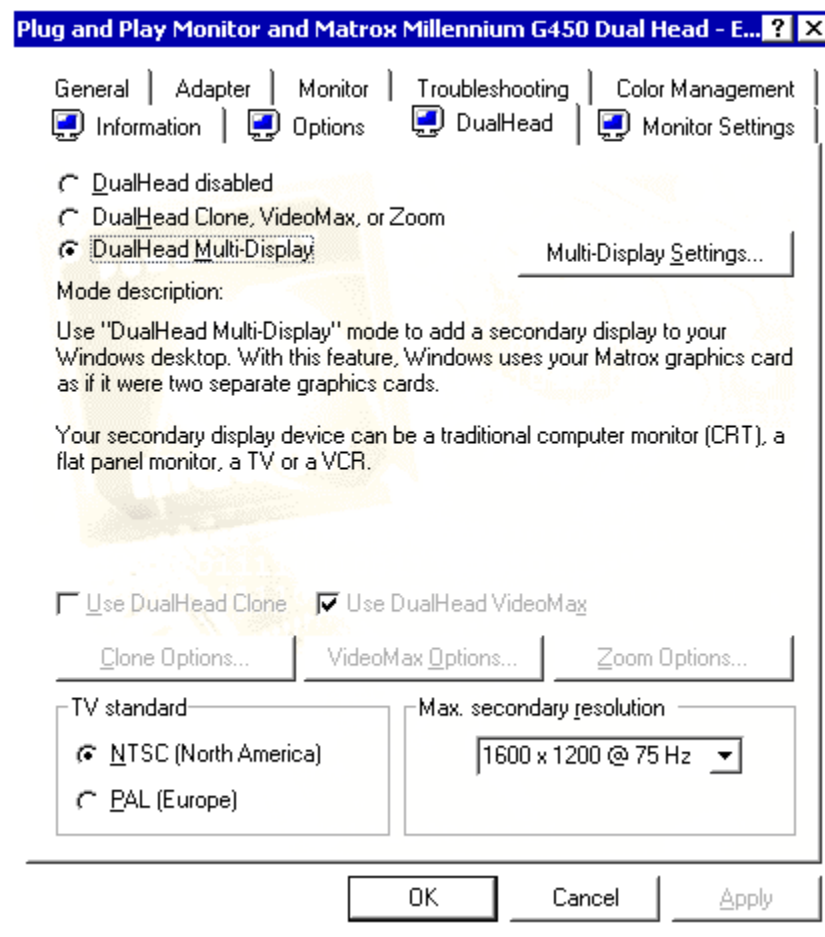 Plug and Play Monitor and Matrox Millennium G450 Dual Head - E... ? X
General Adapter Monitor Troubleshooting Color Management
Information Options DualHead Monitor Settings
DualHead disabled
DualHead Clone, VideoMax, or Zoom
DualHead Multi-Display
Multi-Display Settings...
Mode description:
Use "DualHead Multi-Display" mode to add a secondary display to your
Windows desktop. With this feature, Windows uses your Matrox graphics card
as if it were two separate graphics cards.
Your secondary display device can be a traditional computer monitor (CRT), a
flat panel monitor, a TV or a VCR.
Use DualHead Clone Use DualHead VideoMax
Clone Options... VideoMax Options... Zoom Options...
TV standard
NTSC (North America)
PAL (Europe)
Max. secondary resolution
1600 x 1200 @ 75 Hz
OK Cancel Apply